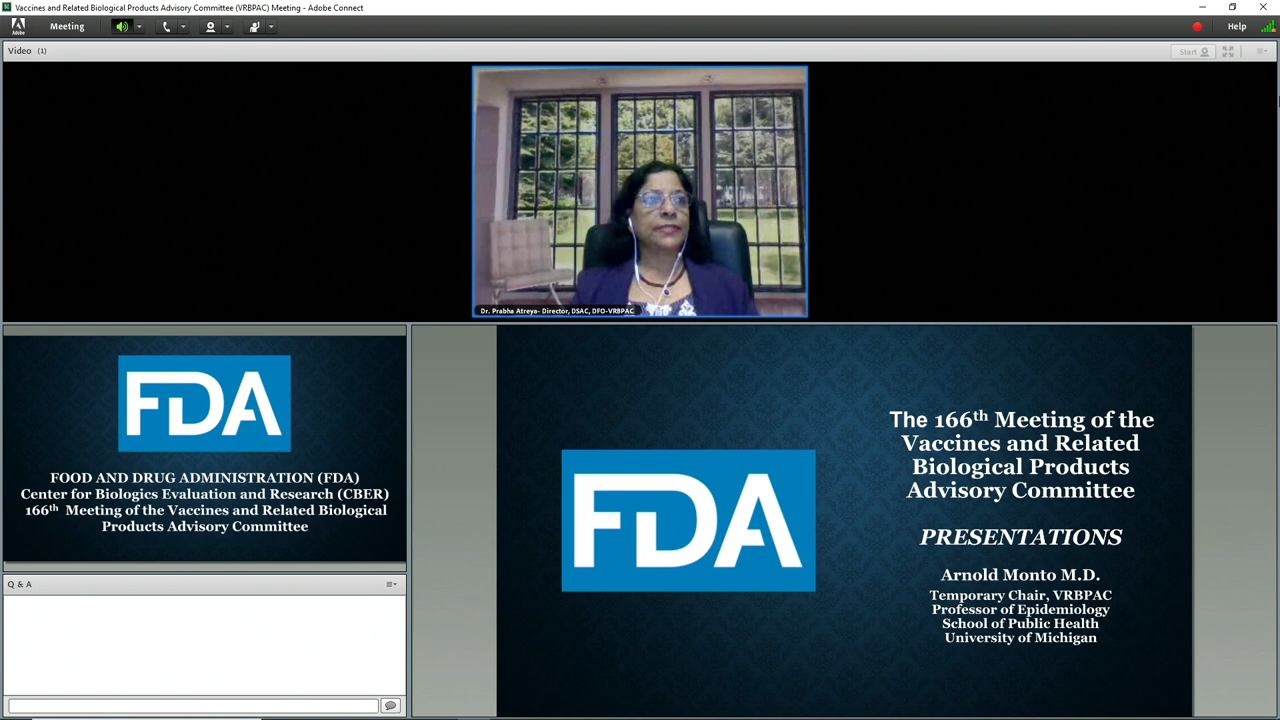 Vaccines and Related Biological Products Advisory Committee (VRBPAC) Meeting - Adobe Connect
Adobe
Meeting
Help
Video (1)
Start
Dr. Prabha Atreya- Director, DSAC, DFO-VRBPAC
FDA
FOOD AND DRUG ADMINISTRATION (FDA)
Center for Biologics Evaluation and Research (CBER)
166th Meeting of the Vaccines and Related Biological
Products Advisory Committee
Q & A
FDA
The 166th Meeting of the
Vaccines and Related
Biological Products
Advisory Committee
PRESENTATIONS
Arnold Monto M.D.
Temporary Chair, VRBPAC
Professor of Epidemiology
School of Public Health
University of Michigan